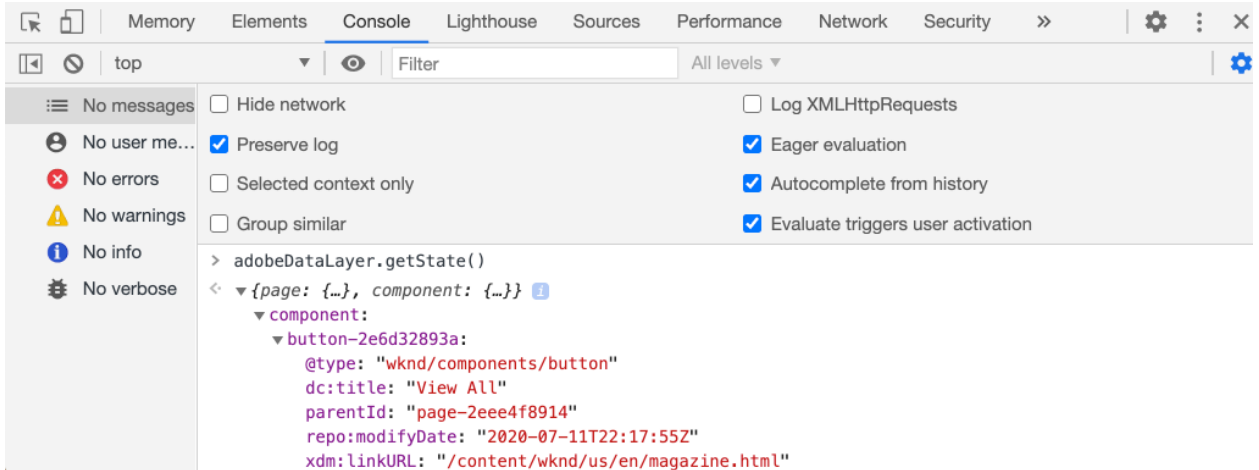 Memory Elements Console Lighthouse Sources Performance Network Security »
top ▼ Filter All levels ▼
No messages
No user me…
No errors
No warnings
No info
No verbose
Hide network
Log XMLHttpRequests
Preserve log
Eager evaluation
Selected context only
Autocomplete from history
Group similar
Evaluate triggers user activation
> adobeDataLayer.getState()
▼{page: {…}, component: {…}} i
▼component:
▼button-2e6d32893a:
@type: "wknd/components/button"
dc:title: "View All"
parentId: "page-2eee4f8914"
repo:modifyDate: "2020-07-11T22:17:55Z"
xdm:linkURL: "/content/wknd/us/en/magazine.html"